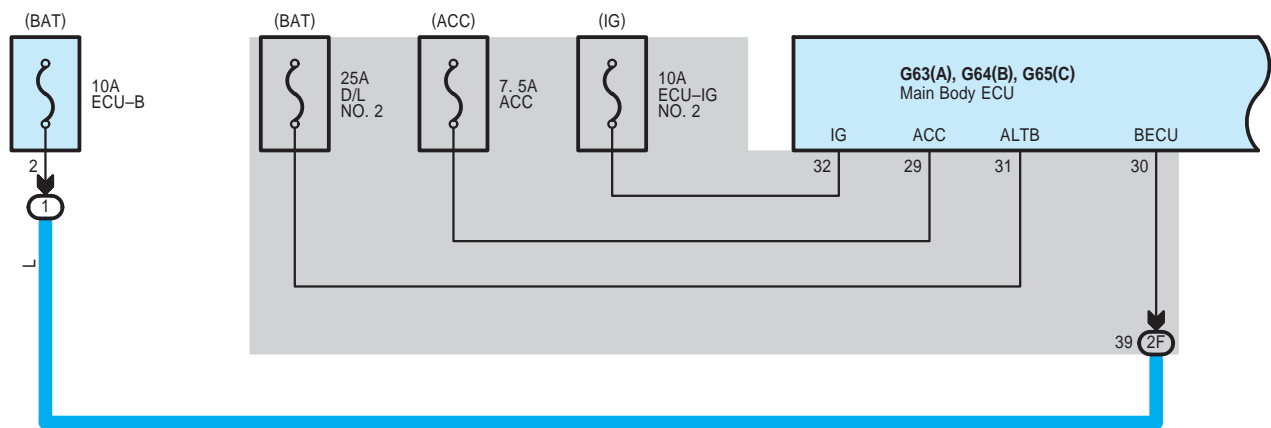 (BAT)
10A
ECU–B
2
1
L
(BAT)
25A
D/L
NO. 2
(ACC)
7. 5A
ACC
(IG)
10A
ECU–IG
NO. 2
G63(A), G64(B), G65(C)
Main Body ECU
IG ACC ALTB BECU
32 29 31 30
39 2F